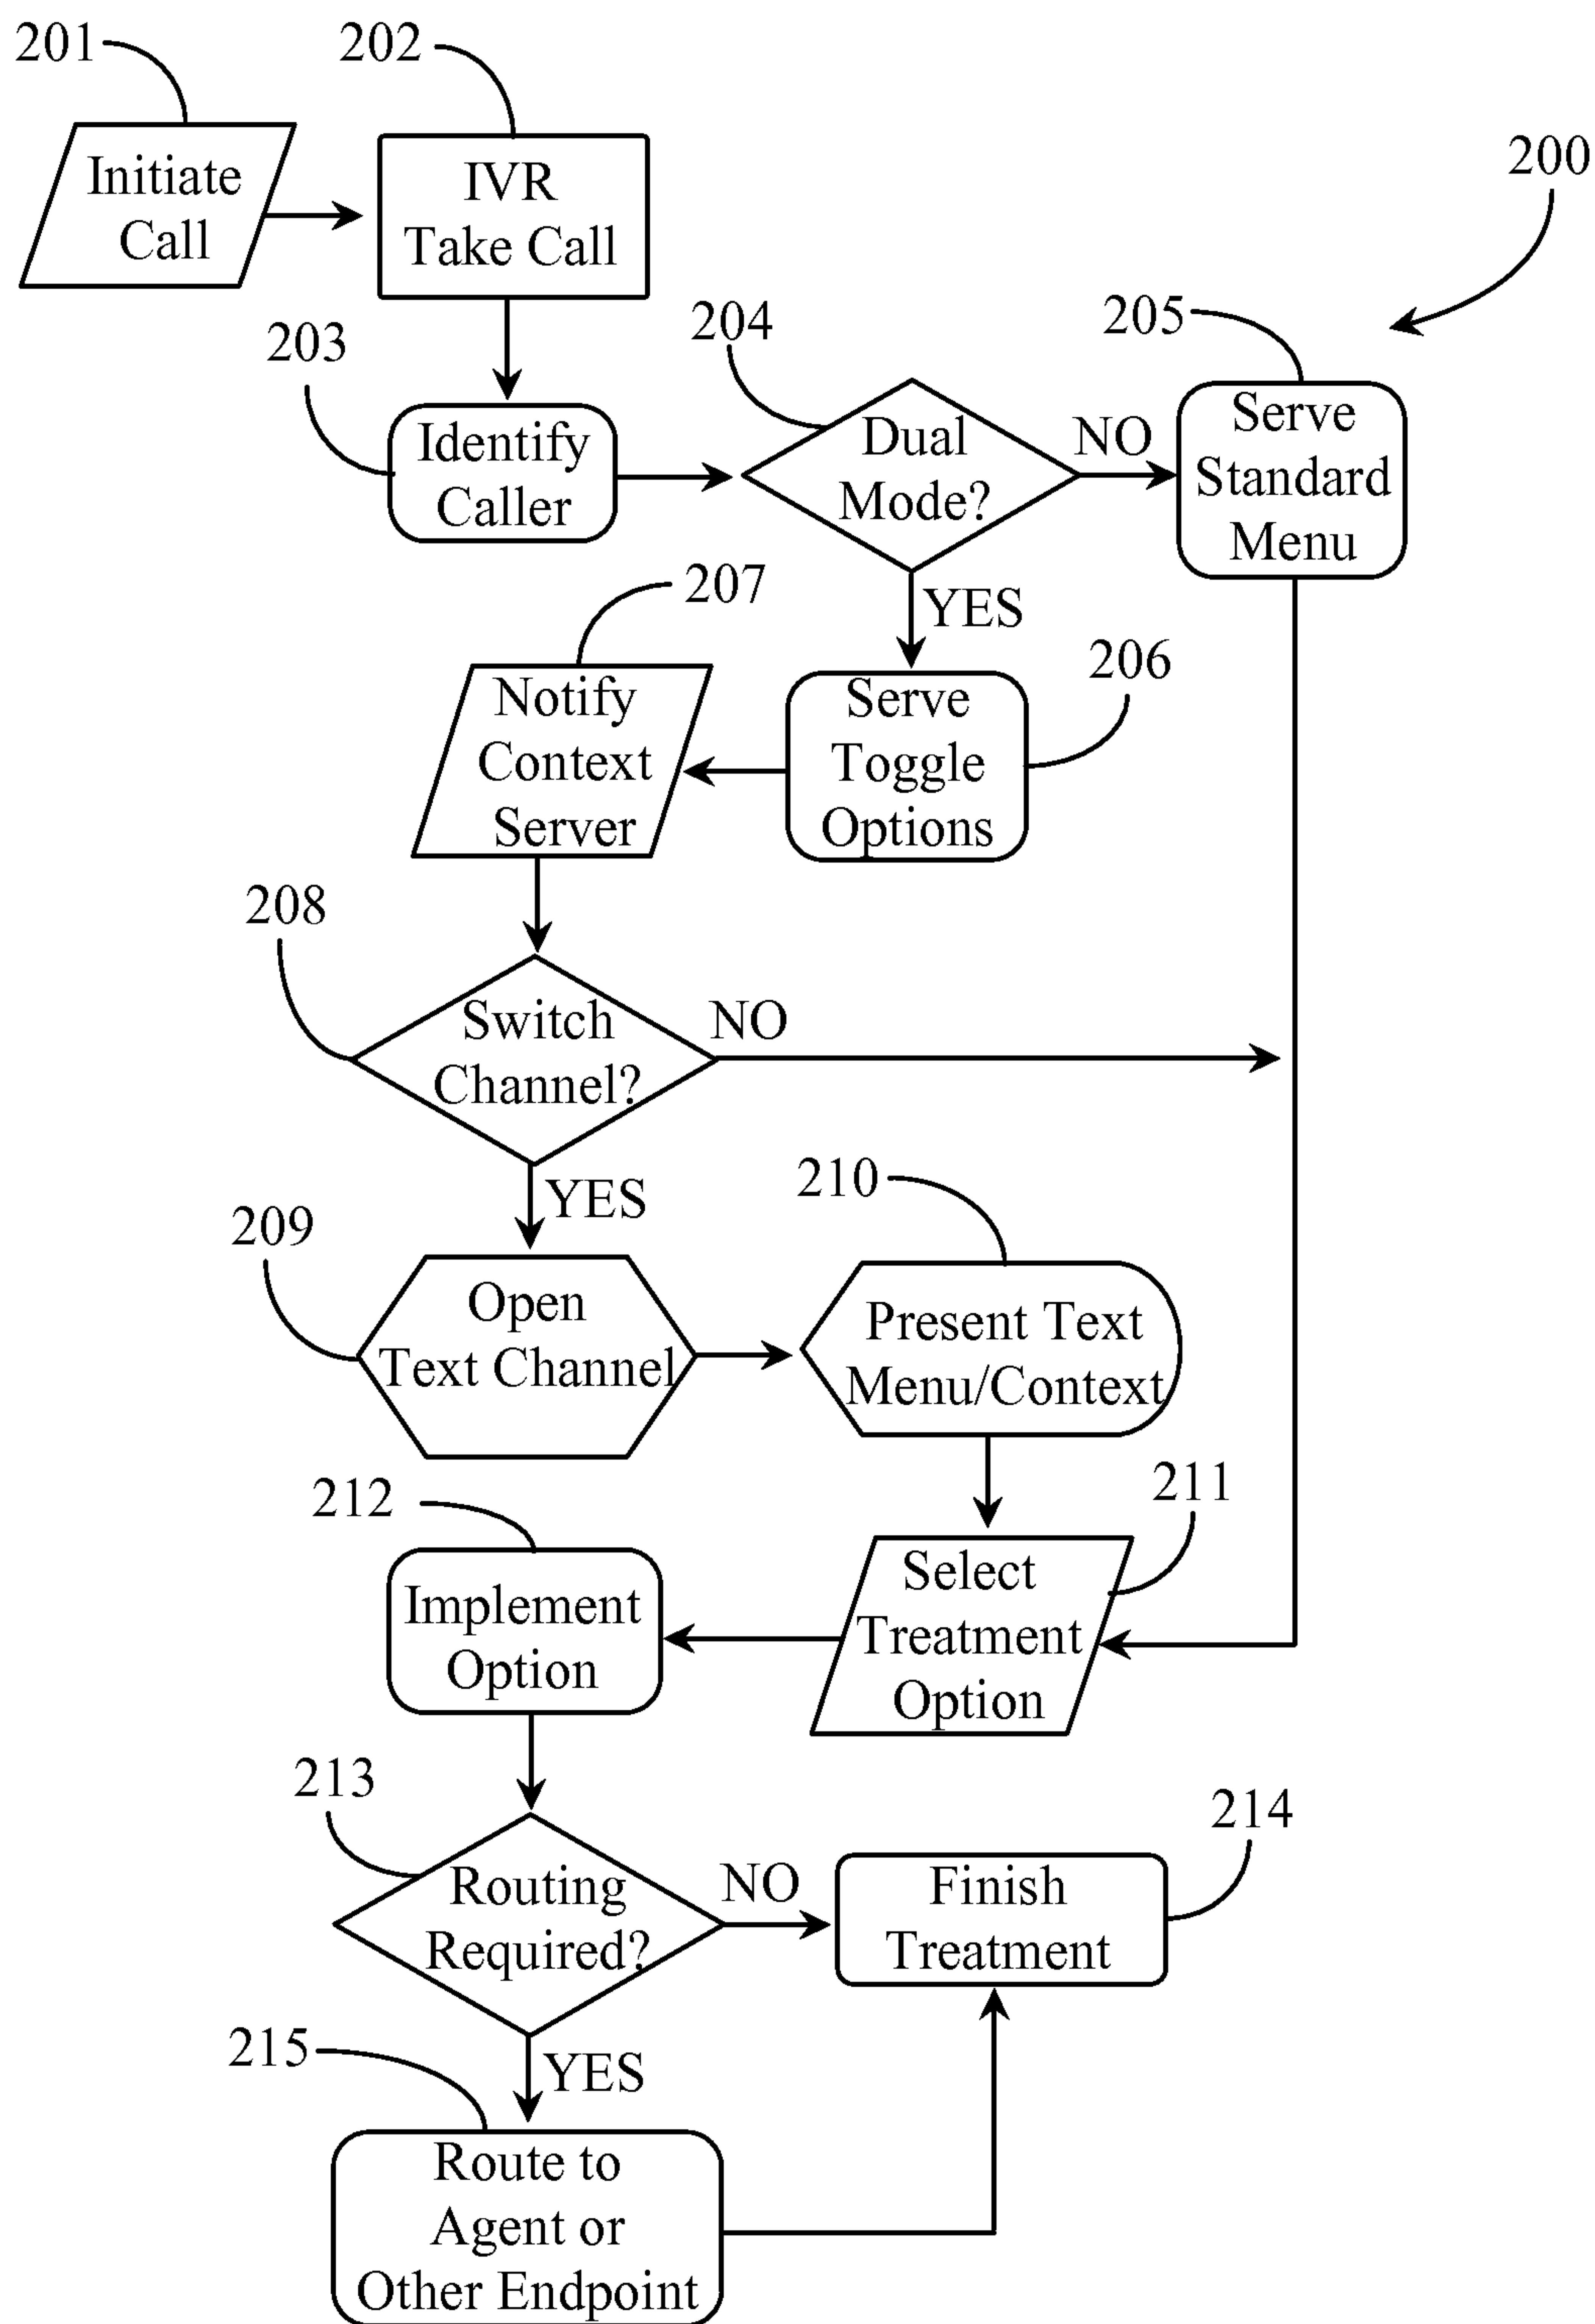 201
202
Initiate
Call
IVR
Take Call
200
203
204
205
Identify
Caller
Dual
Mode?
NO
Serve
Standard
Menu
YES
207
206
Notify
Context
Server
Serve
Toggle
Options
208
Switch
Channel?
NO
YES
209
210
Open
Text Channel
Present Text
Menu/Context
212
211
Implement
Option
Select
Treatment
Option
213
214
Routing
Required?
NO
Finish
Treatment
YES
215
Route to
Agent or
Other Endpoint